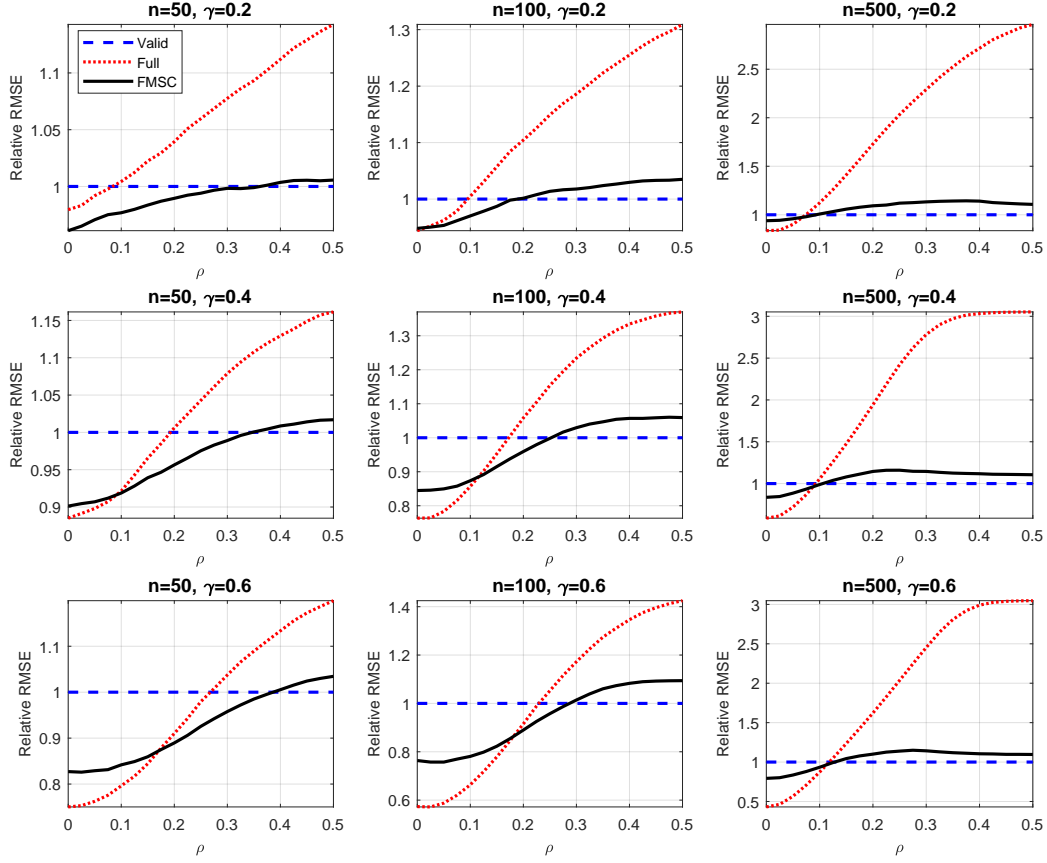 n=50, γ=0.2
Relative RMSE
1.1
1.05
1
0 0.1 0.2 0.3 0.4 0.5
ρ
Valid
Full
FMSC
n=100, γ=0.2
Relative RMSE
1.3
1.2
1.1
1
0 0.1 0.2 0.3 0.4 0.5
ρ
n=500, γ=0.2
Relative RMSE
2.5
2
1.5
1
0 0.1 0.2 0.3 0.4 0.5
ρ
n=50, γ=0.4
Relative RMSE
1.15
1.1
1.05
1
0.95
0.9
0 0.1 0.2 0.3 0.4 0.5
ρ
n=100, γ=0.4
Relative RMSE
1.3
1.2
1.1
1
0.9
0.8
0 0.1 0.2 0.3 0.4 0.5
ρ
n=500, γ=0.4
Relative RMSE
3
2.5
2
1.5
1
0 0.1 0.2 0.3 0.4 0.5
ρ
n=50, γ=0.6
Relative RMSE
1.1
1
0.9
0.8
0 0.1 0.2 0.3 0.4 0.5
ρ
n=100, γ=0.6
Relative RMSE
1.4
1.2
1
0.8
0.6
0 0.1 0.2 0.3 0.4 0.5
ρ
n=500, γ=0.6
Relative RMSE
3
2.5
2
1.5
1
0.5
0 0.1 0.2 0.3 0.4 0.5
ρ